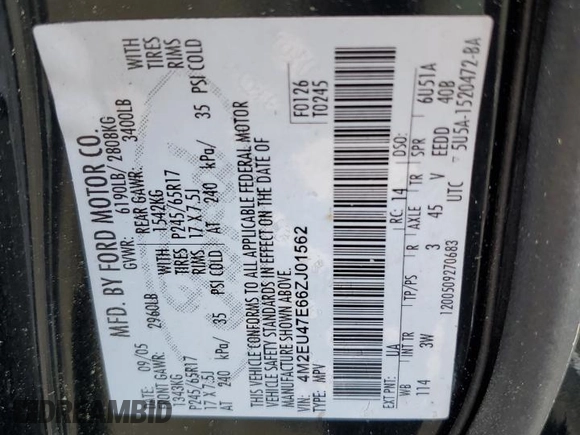 MFD. BY FORD MOTOR CO.
DATE: 09/05 GVWR: 6190LB/ 2808KG
FRONT GAWR: 2960LB REAR GAWR: 3400LB
1343KG WITH 1542KG WITH
P245/65R17 TIRES P245/65R17 TIRES
17 X 7.5J RIMS 17 X 7.5J RIMS
AT 240 kPa/ 35 PSI COLD AT 240 kPa/ 35 PSI COLD
THIS VEHICLE CONFORMS TO ALL APPLICABLE FEDERAL MOTOR
VEHICLE SAFETY STANDARDS IN EFFECT ON THE DATE OF
MANUFACTURE SHOWN ABOVE.
VIN: 4M2EU47E66ZJ01562 F0126
TYPE: MPV T0245
EXT PNT: UA RC: 14 DSO:
WB INT TR TP/PS R AXLE TR SPR 6U51A
114 3W 3 45 V EEDD 40B
1200509270683 UTC 5U5A-1520472-BA
DREAMBID